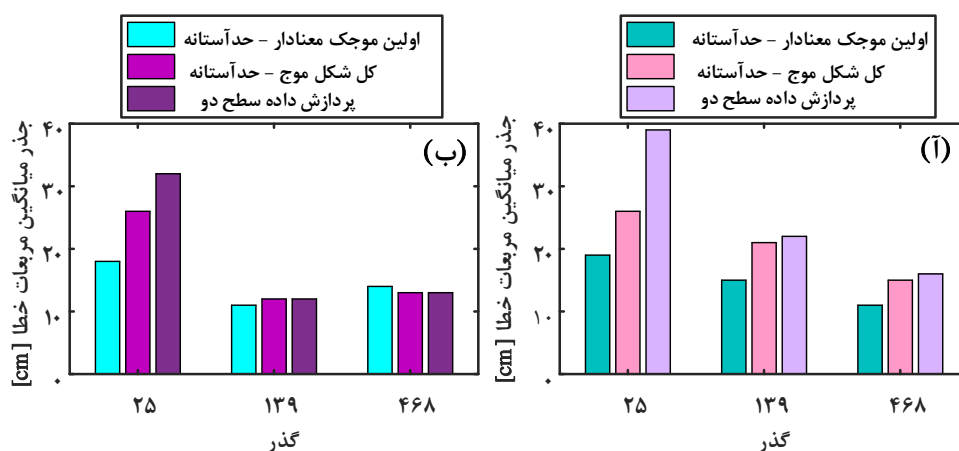 اولین موجک معنادار - حدآستانه
کل شکل موج - حدآستانه
پردازش داده سطح دو
(آ)
جذر میانگین مربعات خطا [cm]
۴۰
۳۰
۲۰
۱۰
۰
۲۵
۱۳۹
۴۶۸
گذر
اولین موجک معنادار - حدآستانه
کل شکل موج - حدآستانه
پردازش داده سطح دو
(ب)
جذر میانگین مربعات خطا [cm]
۴۰
۳۰
۲۰
۱۰
۰
۲۵
۱۳۹
۴۶۸
گذر